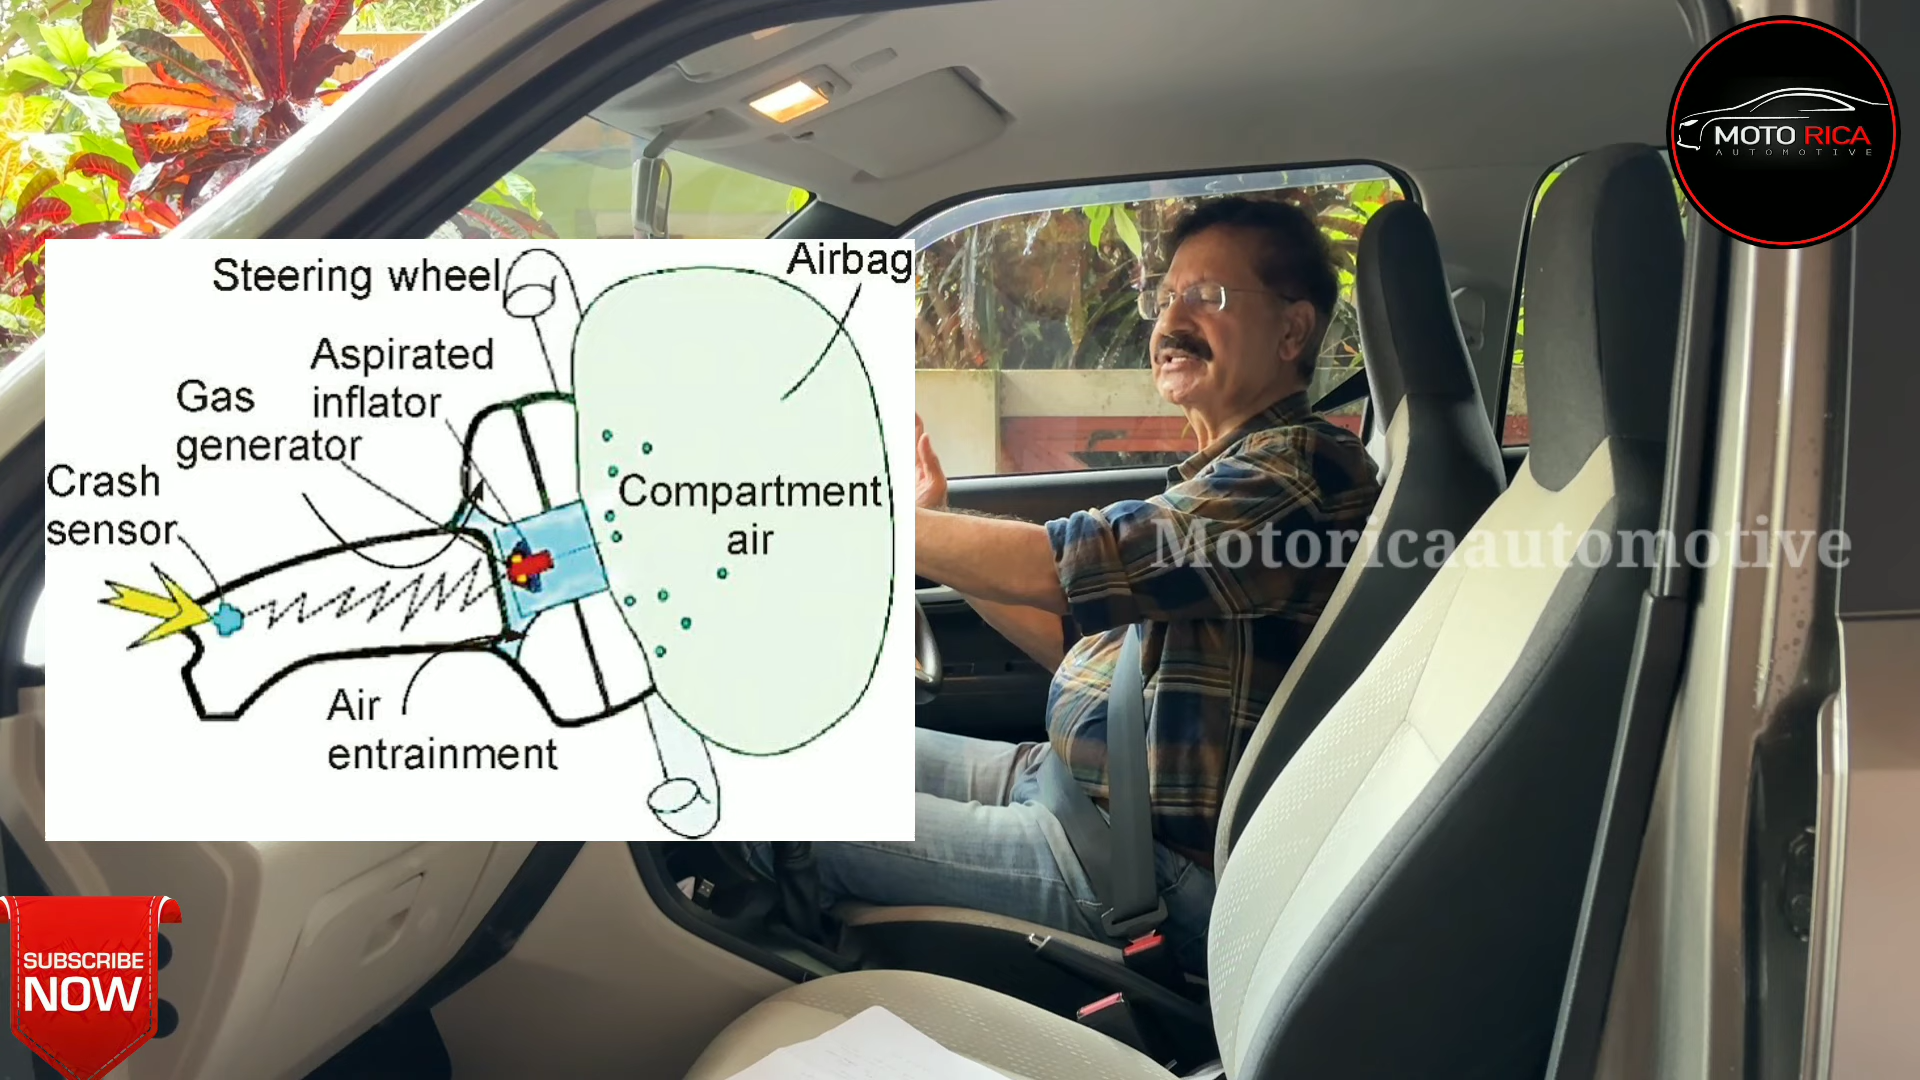 MOTO RICA
AUTOMOTIVE
Steering wheel
Airbag
Aspirated
inflator
Gas
generator
Crash
sensor
Compartment
air
Air
entrainment
Motoricaautomotive
SUBSCRIBE
NOW